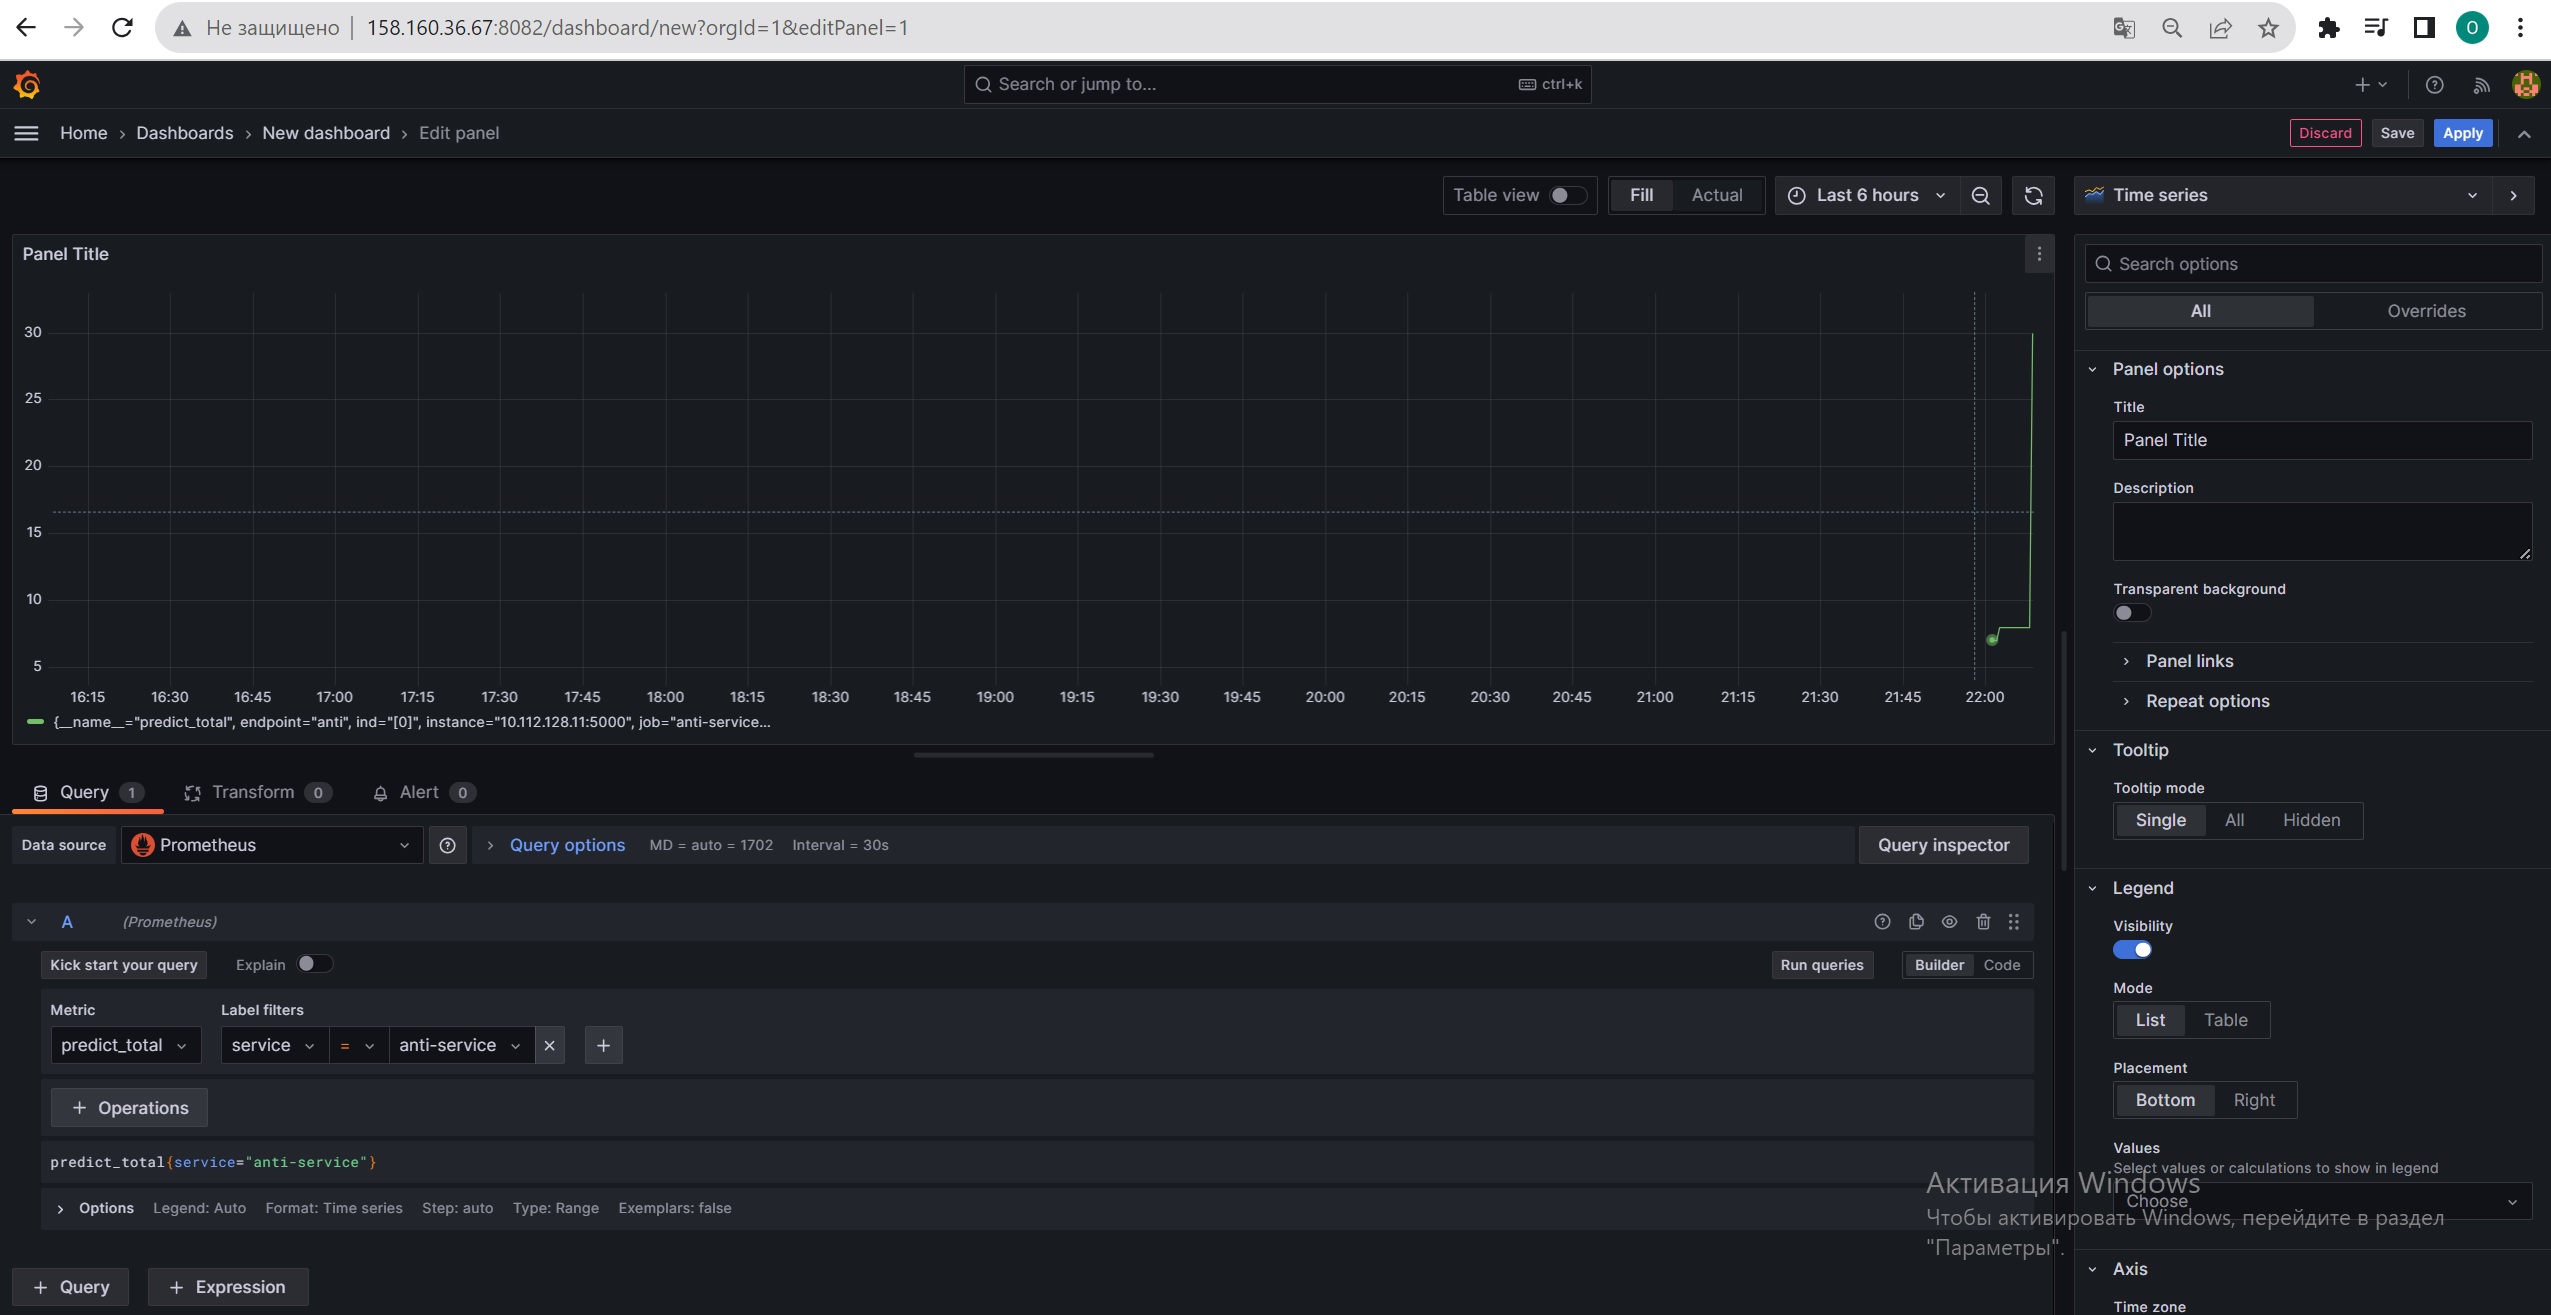 Не защищено 158.160.36.67:8082/dashboard/new?orgId=1&editPanel=1 O
Search or jump to... ctrl+k
Home › Dashboards › New dashboard › Edit panel Discard Save Apply
Table view Fill Actual Last 6 hours Time series
Panel Title
Search options
All Overrides
Panel options
Title
Panel Title
Description
Transparent background
Panel links
Repeat options
Tooltip
Tooltip mode
Single All Hidden
Legend
Visibility
Mode
List Table
Placement
Bottom Right
Values
Select values or calculations to show in legend
Choose
Axis
Time zone
30
25
20
15
10
5
16:15 16:30 16:45 17:00 17:15 17:30 17:45 18:00 18:15 18:30 18:45 19:00 19:15 19:30 19:45 20:00 20:15 20:30 20:45 21:00 21:15 21:30 21:45 22:00
{__name__="predict_total", endpoint="anti", ind="[0]", instance="10.112.128.11:5000", job="anti-service...
Query 1 Transform 0 Alert 0
Data source Prometheus Query options MD = auto = 1702 Interval = 30s Query inspector
A (Prometheus)
Kick start your query Explain Run queries Builder Code
Metric Label filters
predict_total service = anti-service
+ Operations
predict_total{service="anti-service"}
Options Legend: Auto Format: Time series Step: auto Type: Range Exemplars: false
+ Query + Expression
Активация Windows
Чтобы активировать Windows, перейдите в раздел
"Параметры".